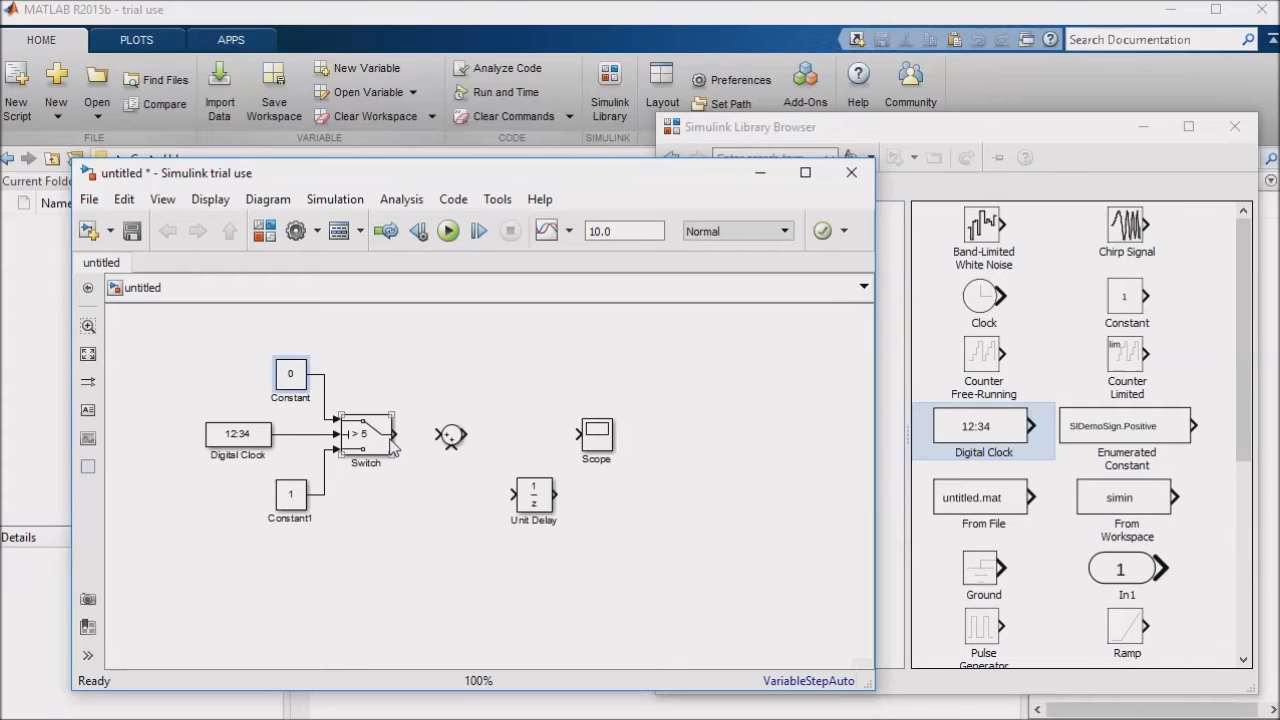 MATLAB R2015b - trial use
HOME
PLOTS
APPS
Search Documentation
New Script
New
Open
Find Files
Compare
Import Data
Save Workspace
New Variable
Open Variable
Clear Workspace
Analyze Code
Run and Time
Clear Commands
Simulink Library
Layout
Preferences
Set Path
Add-Ons
Help
Community
FILE
VARIABLE
CODE
SIMULINK
Simulink Library Browser
Current Folde
Name
Details
untitled * - Simulink trial use
File Edit View Display Diagram Simulation Analysis Code Tools Help
10.0
Normal
untitled
untitled
0
Constant
12:34
Digital Clock
> 5
Switch
1
Constant1
Scope
1
z
Unit Delay
Ready
100%
VariableStepAuto
Band-Limited
White Noise
Chirp Signal
Clock
1
Constant
Counter
Free-Running
lim
Counter
Limited
12:34
Digital Clock
SlDemoSign.Positive
Enumerated
Constant
untitled.mat
From File
simin
From
Workspace
Ground
1
In1
Pulse
Generator
Ramp